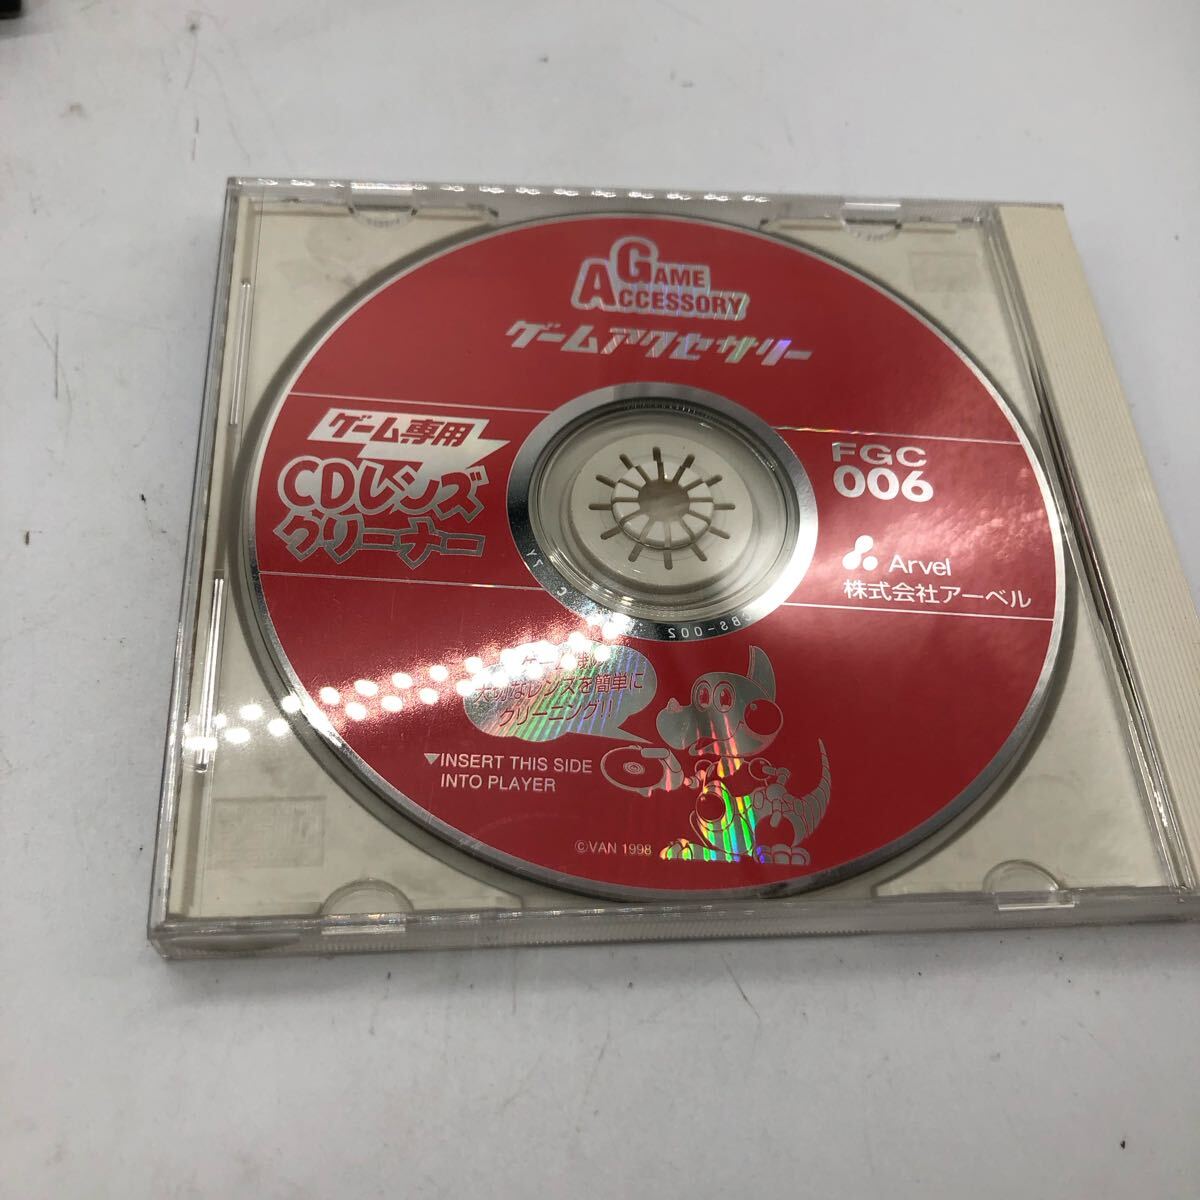 GAME
ACCESSORY
ゲームアクセサリー
ゲーム専用
CDレンズ
クリーナー
FGC
006
Arvel
株式会社アーベル
CBS-002
大切なレンズを簡単に
クリーニング!!
▼INSERT THIS SIDE
INTO PLAYER
©VAN 1998